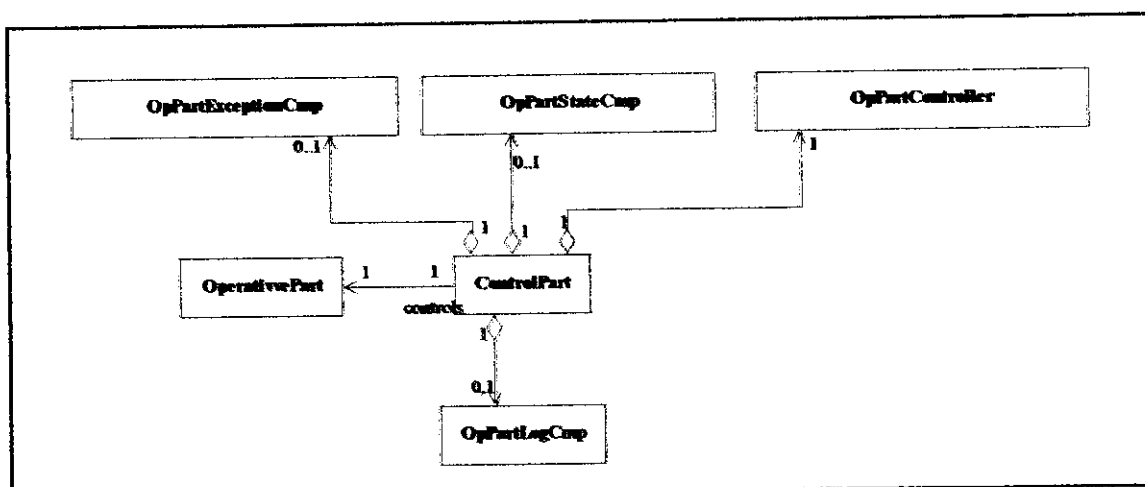 OpPartExceptionCmp
OpPartStateCmp
OpPartController
0..1
0..1
1
1
1
1
OperativwePart
1
1
ControlPart
controls
1
0..1
OpPartLogCmp